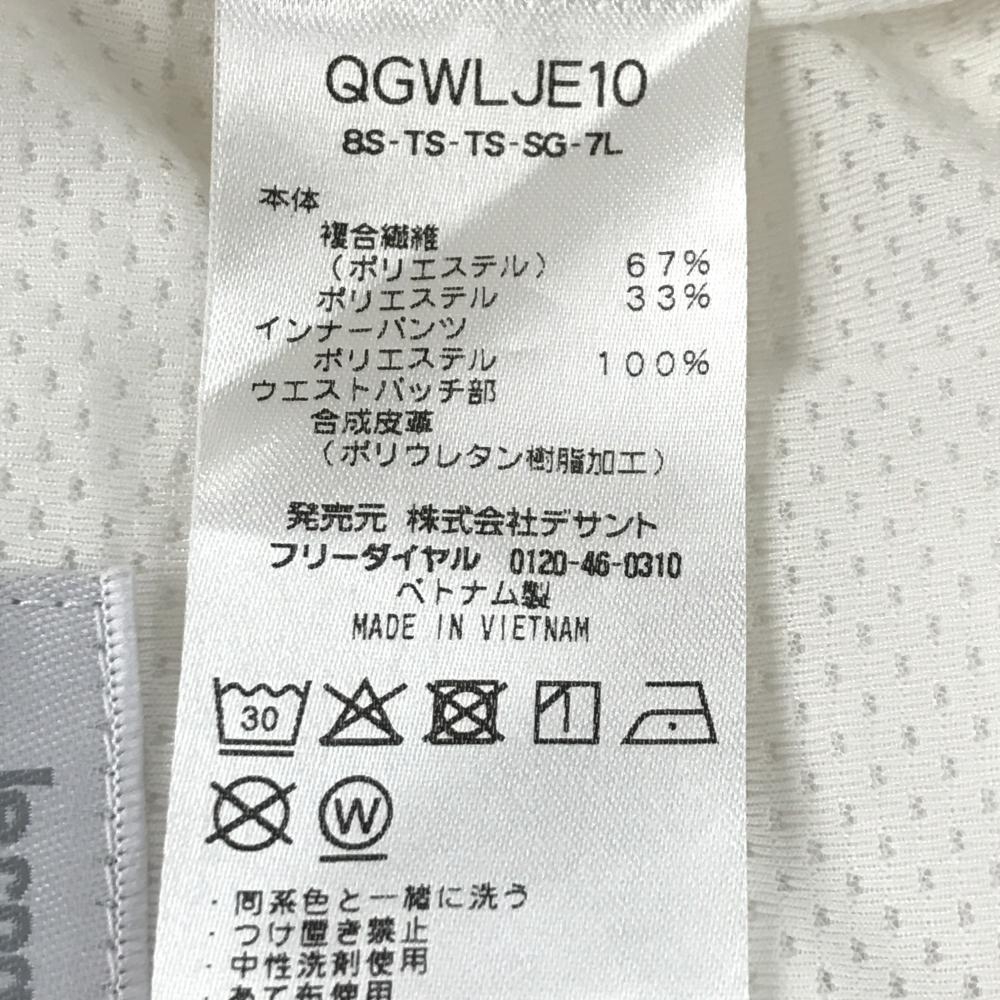 QGWLJE10
8S-TS-TS-SG-7L
本体
複合繊維
(ポリエステル) 67%
ポリエステル 33%
インナーパンツ
ポリエステル 100%
ウエストパッチ部
合成皮革
(ポリウレタン樹脂加工)
発売元 株式会社デサント
フリーダイヤル 0120-46-0310
ベトナム製
MADE IN VIETNAM
30
W
・同系色と一緒に洗う
・つけ置き禁止
・中性洗剤使用
・あて布使用